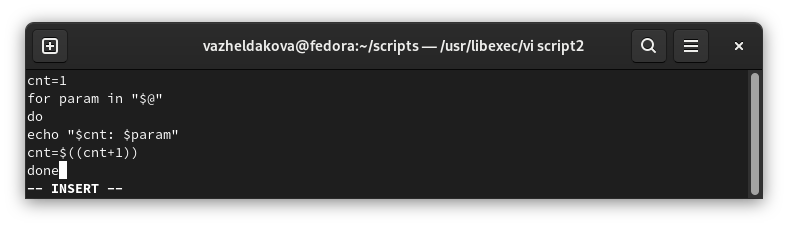 vazheldakova@fedora:~/scripts — /usr/libexec/vi script2
cnt=1
for param in "$@"
do
echo "$cnt: $param"
cnt=$((cnt+1))
done
-- INSERT --